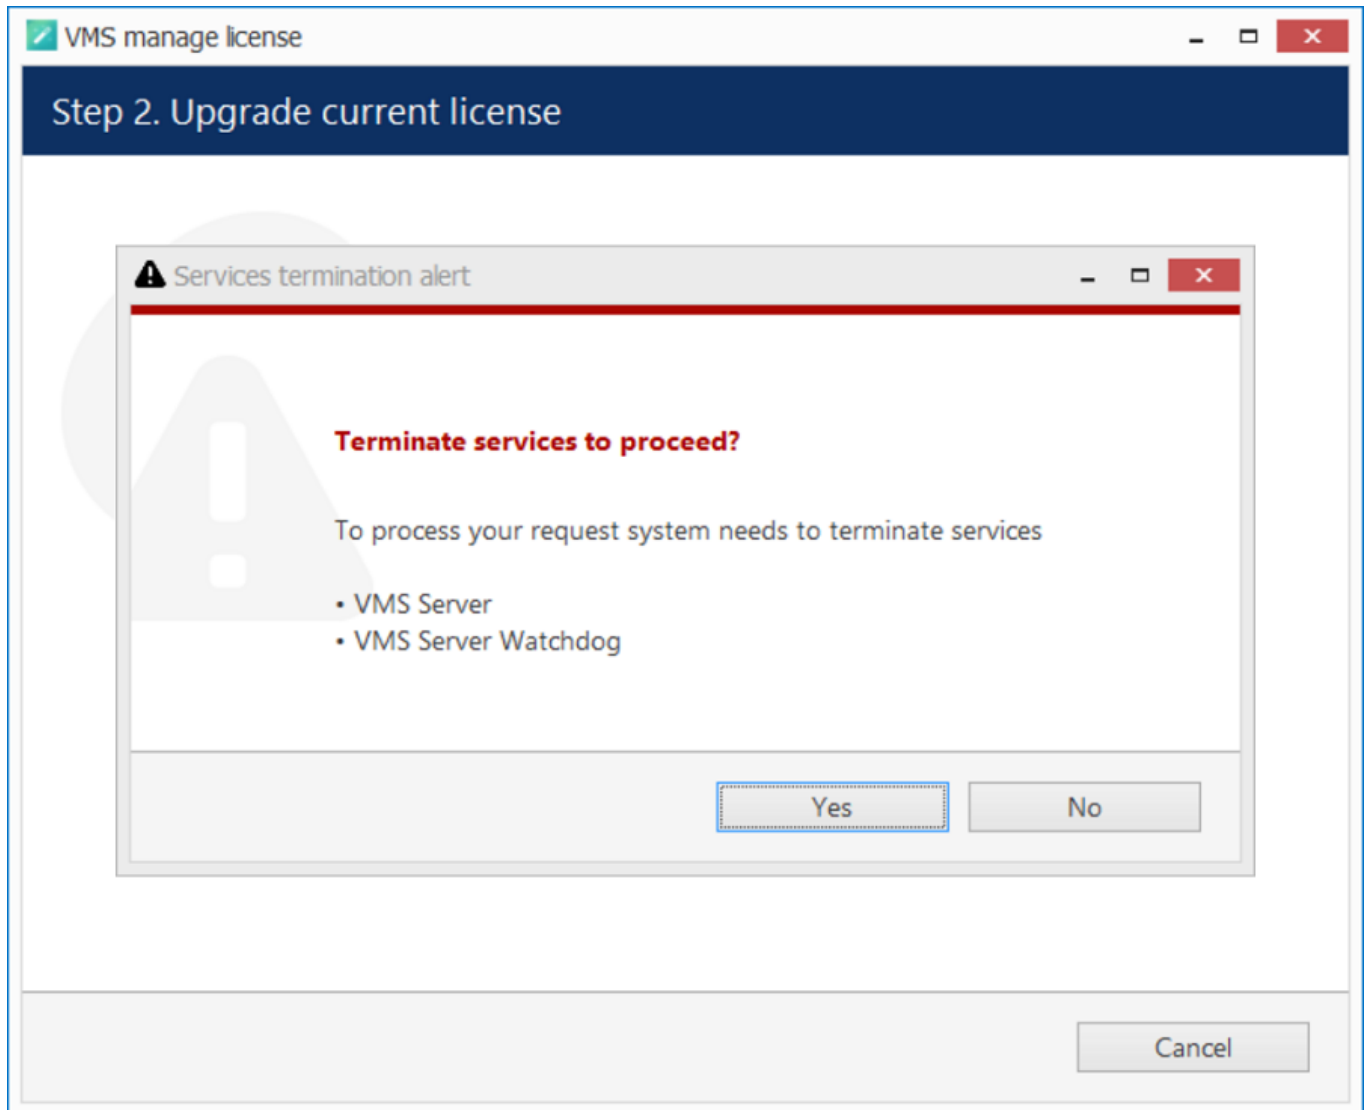 VMS manage license
Step 2. Upgrade current license
Services termination alert
Terminate services to proceed?
To process your request system needs to terminate services
• VMS Server
• VMS Server Watchdog
Yes
No
Cancel